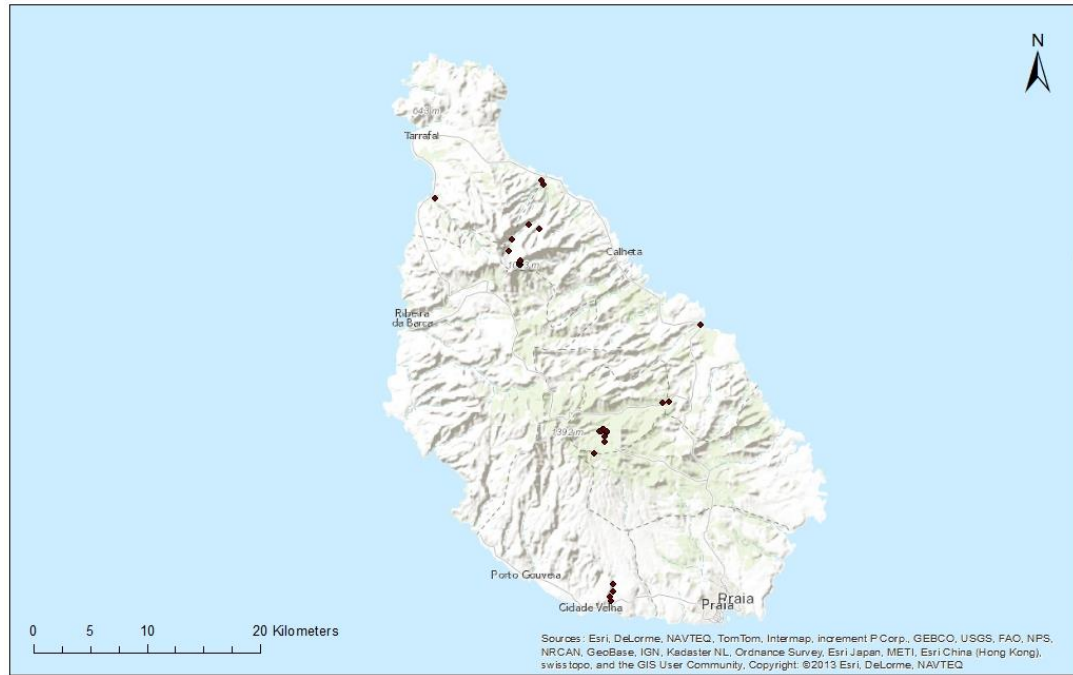 N
645 m
Tarrafal
Calheta
Ribeira
da Barca
1392 m
Porto Gouveia
Cidade Velha
Praia
Praia
0 5 10 20 Kilometers
Sources: Esri, DeLorme, NAVTEQ, TomTom, Intermap, increment P Corp., GEBCO, USGS, FAO, NPS,
NRCAN, GeoBase, IGN, Kadaster NL, Ordnance Survey, Esri Japan, METI, Esri China (Hong Kong),
swisstopo, and the GIS User Community, Copyright: ©2013 Esri, DeLorme, NAVTEQ